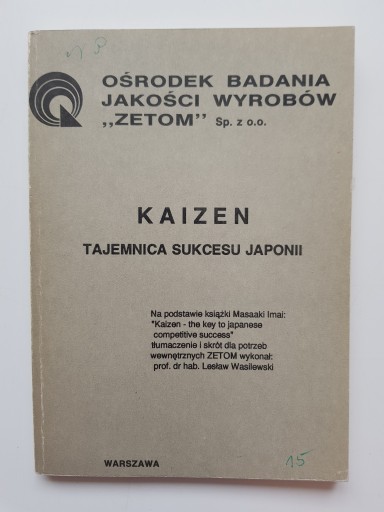 OŚRODEK BADANIA
JAKOŚCI WYROBÓW
,,ZETOM" Sp. z o.o.
KAIZEN
TAJEMNICA SUKCESU JAPONII
Na podstawie książki Masaaki Imai:
"Kaizen - the key to japanese
competitive success"
tłumaczenie i skrót dla potrzeb
wewnętrznych ZETOM wykonał:
prof. dr hab. Lesław Wasilewski
WARSZAWA
15